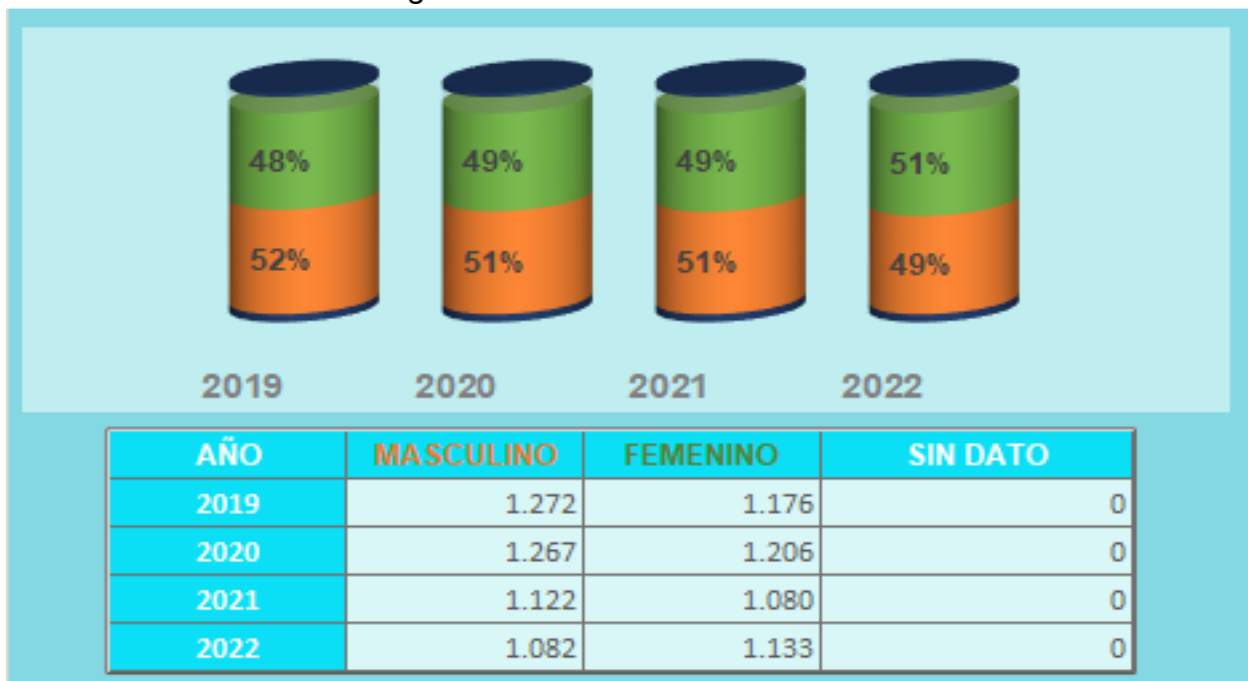 48% 49% 49% 51%
52% 51% 51% 49%
2019 2020 2021 2022
AÑO MASCULINO FEMENINO SIN DATO
2019 1.272 1.176 0
2020 1.267 1.206 0
2021 1.122 1.080 0
2022 1.082 1.133 0